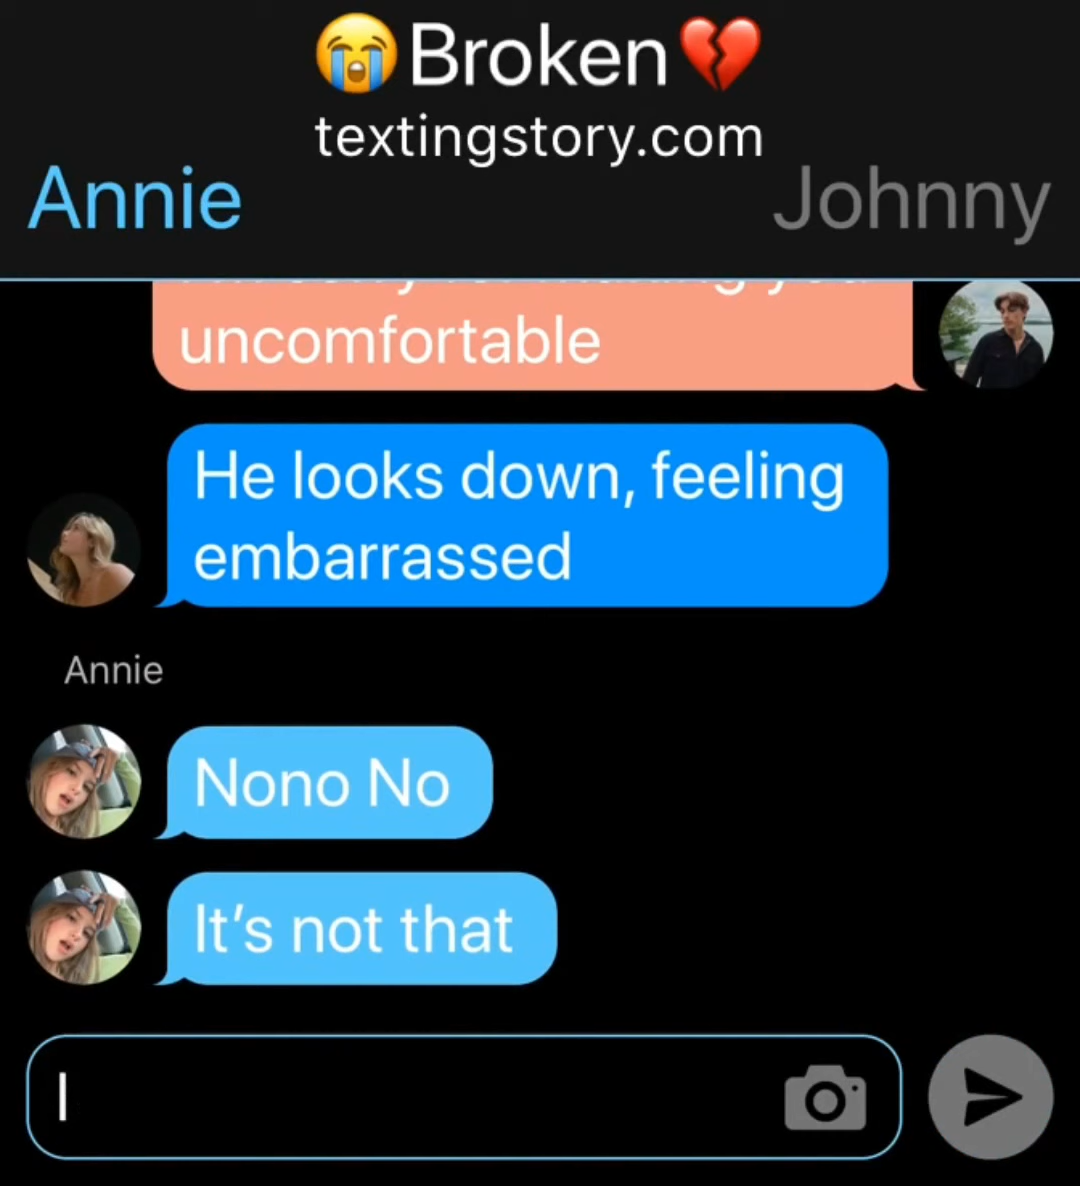 😭Broken💔
textingstory.com
Annie
Johnny
uncomfortable
He looks down, feeling
embarrassed
Annie
Nono No
It's not that